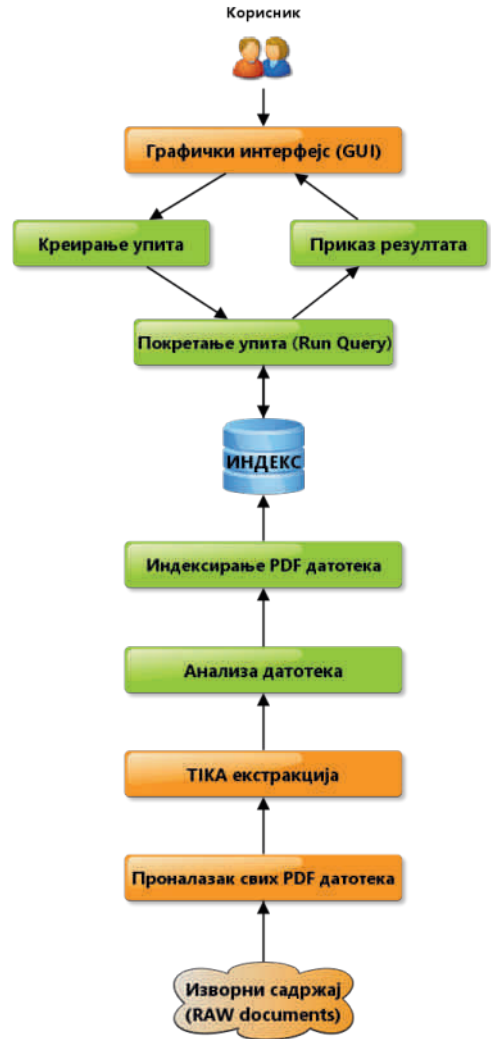 Корисник
Графички интерфејс (GUI)
Креирање упита
Приказ резултата
Покретање упита (Run Query)
ИНДЕКС
Индексирање PDF датотека
Анализа датотека
TIKA екстракција
Проналазак свих PDF датотека
Изворни садржај
(RAW documents)